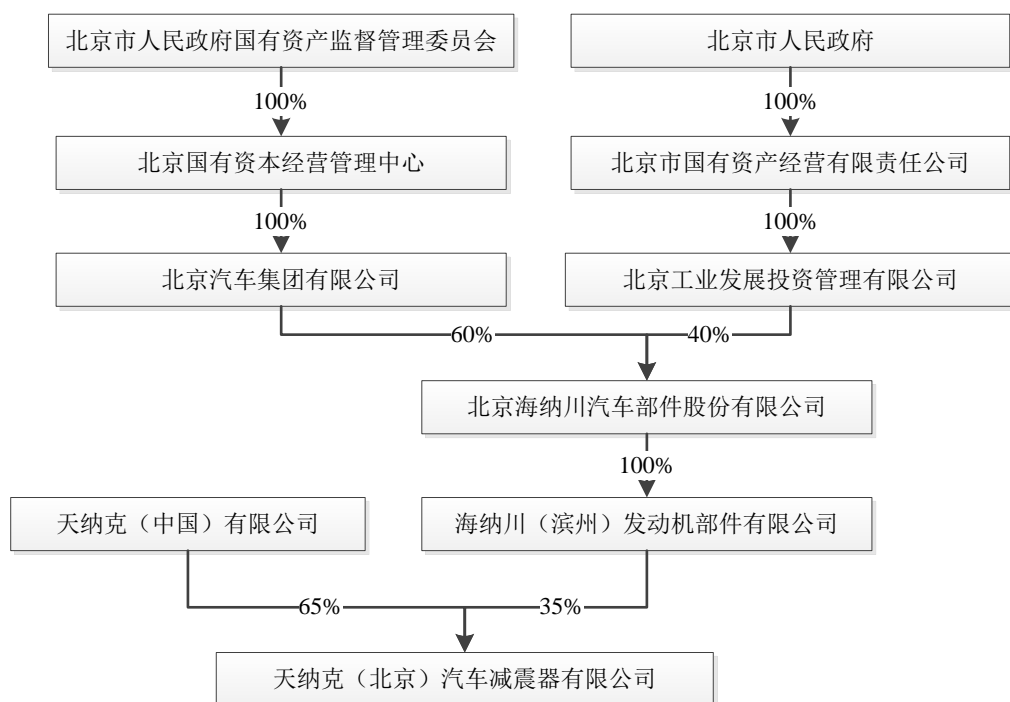 北京市人民政府国有资产监督管理委员会
北京市人民政府
100%
100%
北京国有资本经营管理中心
北京市国有资产经营有限责任公司
100%
100%
北京汽车集团有限公司
北京工业发展投资管理有限公司
60%
40%
北京海纳川汽车部件股份有限公司
100%
天纳克（中国）有限公司
海纳川（滨州）发动机部件有限公司
65%
35%
天纳克（北京）汽车减震器有限公司